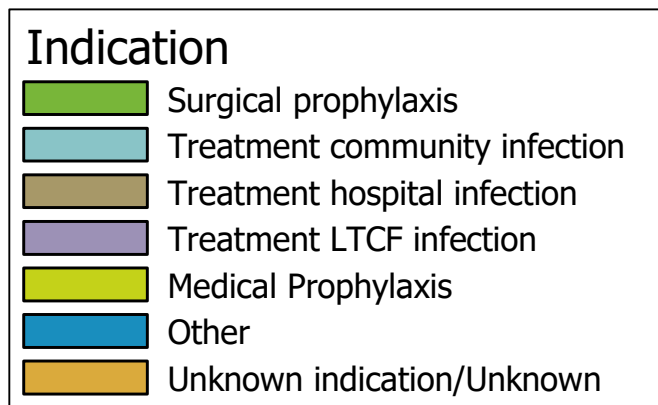 Indication
Surgical prophylaxis
Treatment community infection
Treatment hospital infection
Treatment LTCF infection
Medical Prophylaxis
Other
Unknown indication/Unknown